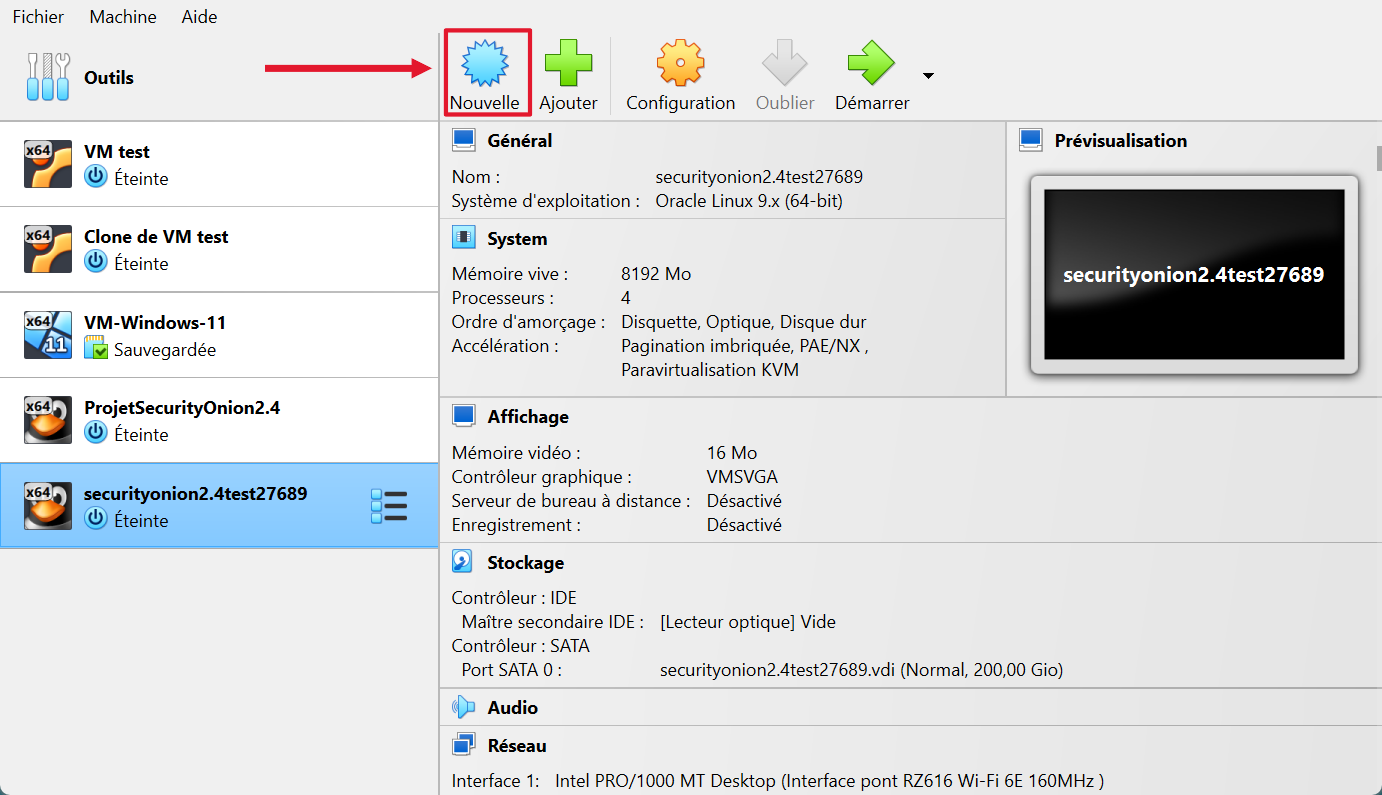 Fichier Machine Aide
Outils
Nouvelle Ajouter Configuration Oublier Démarrer
x64 VM test
Éteinte
x64 Clone de VM test
Éteinte
x64 VM-Windows-11
11 Sauvegardée
x64 ProjetSecurityOnion2.4
Éteinte
x64 securityonion2.4test27689
Éteinte
Général
Nom : securityonion2.4test27689
Système d'exploitation : Oracle Linux 9.x (64-bit)
System
Mémoire vive : 8192 Mo
Processeurs : 4
Ordre d'amorçage : Disquette, Optique, Disque dur
Accélération : Pagination imbriquée, PAE/NX ,
Paravirtualisation KVM
Prévisualisation
securityonion2.4test27689
Affichage
Mémoire vidéo : 16 Mo
Contrôleur graphique : VMSVGA
Serveur de bureau à distance : Désactivé
Enregistrement : Désactivé
Stockage
Contrôleur : IDE
Maître secondaire IDE : [Lecteur optique] Vide
Contrôleur : SATA
Port SATA 0 : securityonion2.4test27689.vdi (Normal, 200,00 Gio)
Audio
Réseau
Interface 1: Intel PRO/1000 MT Desktop (Interface pont RZ616 Wi-Fi 6E 160MHz )